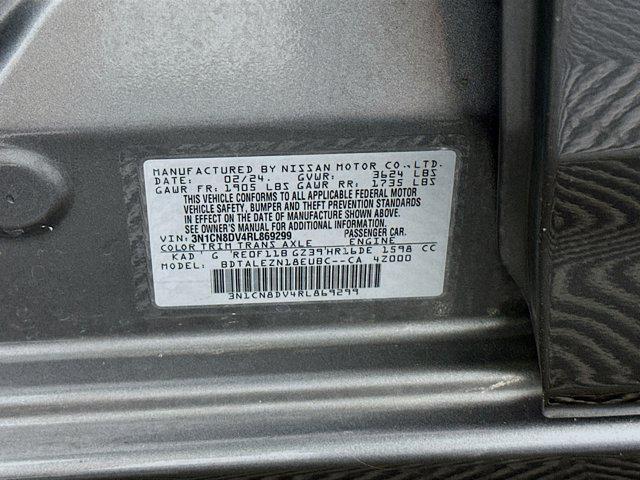 MANUFACTURED BY NISSAN MOTOR CO.,LTD.
DATE: 02/24. GVWR: 3624 LBS
GAWR FR: 1905 LBS GAWR RR: 1735 LBS
THIS VEHICLE CONFORMS TO ALL APPLICABLE FEDERAL MOTOR
VEHICLE SAFETY, BUMPER AND THEFT PREVENTION STANDARDS
IN EFFECT ON THE DATE OF MANUFACTURE SHOWN ABOVE.
SEE OWNER'S MANUAL FOR ADDITIONAL INFORMATION.
VIN: 3N1CN8DV4RL869299 PASSENGER CAR.
COLOR TRIM TRANS AXLE ENGINE
KAD G RE0F11B GZ39 HR16DE 1598 CC
MODEL: BDTALEZN18EUBC--CA 42000
3N1CN8DV4RL869299